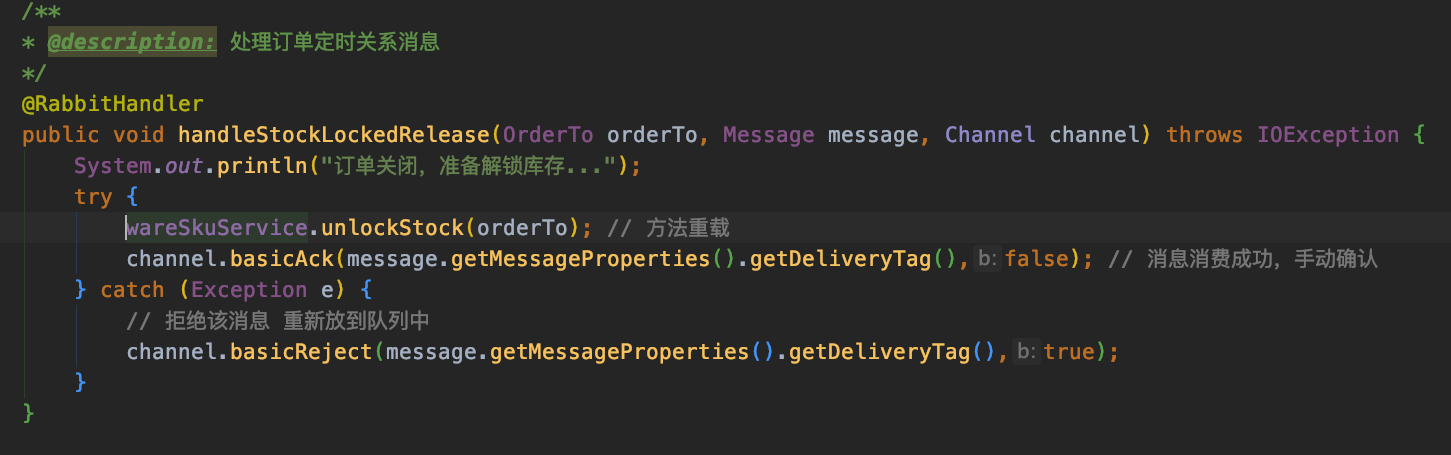 /**
* @description: 处理订单定时关系消息
*/
@RabbitHandler
public void handleStockLockedRelease(OrderTo orderTo, Message message, Channel channel) throws IOException {
System.out.println("订单关闭，准备解锁库存...");
try {
wareSkuService.unlockStock(orderTo); // 方法重载
channel.basicAck(message.getMessageProperties().getDeliveryTag(), b: false); // 消息消费成功，手动确认
} catch (Exception e) {
// 拒绝该消息 重新放到队列中
channel.basicReject(message.getMessageProperties().getDeliveryTag(), b: true);
}
}